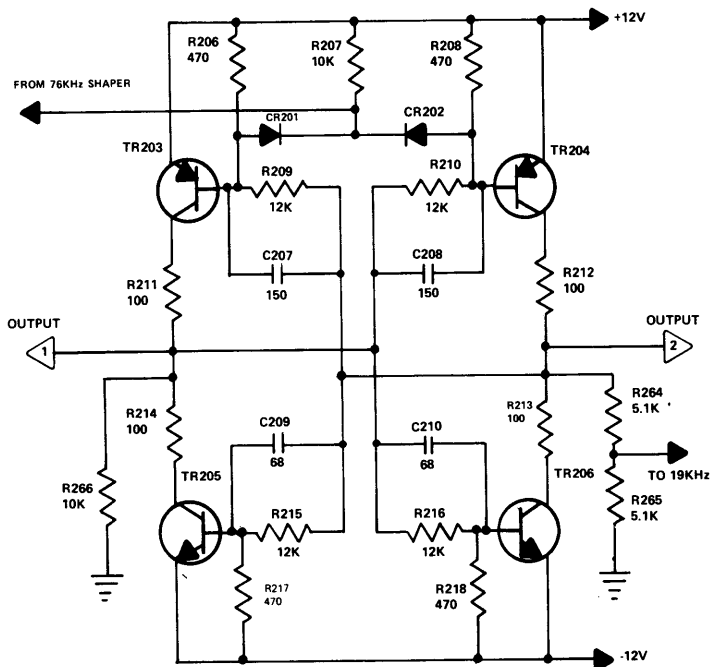 +12V
R206
470
R207
10K
R208
470
FROM 76KHz SHAPER
CR201
CR202
TR203
TR204
R209
12K
R210
12K
C207
150
C208
150
R211
100
R212
100
OUTPUT
1
OUTPUT
2
R214
100
R213
100
R264
5.1K
C209
68
C210
68
TO 19KHz
R266
10K
TR205
TR206
R265
5.1K
R215
12K
R216
12K
R217
470
R218
470
-12V